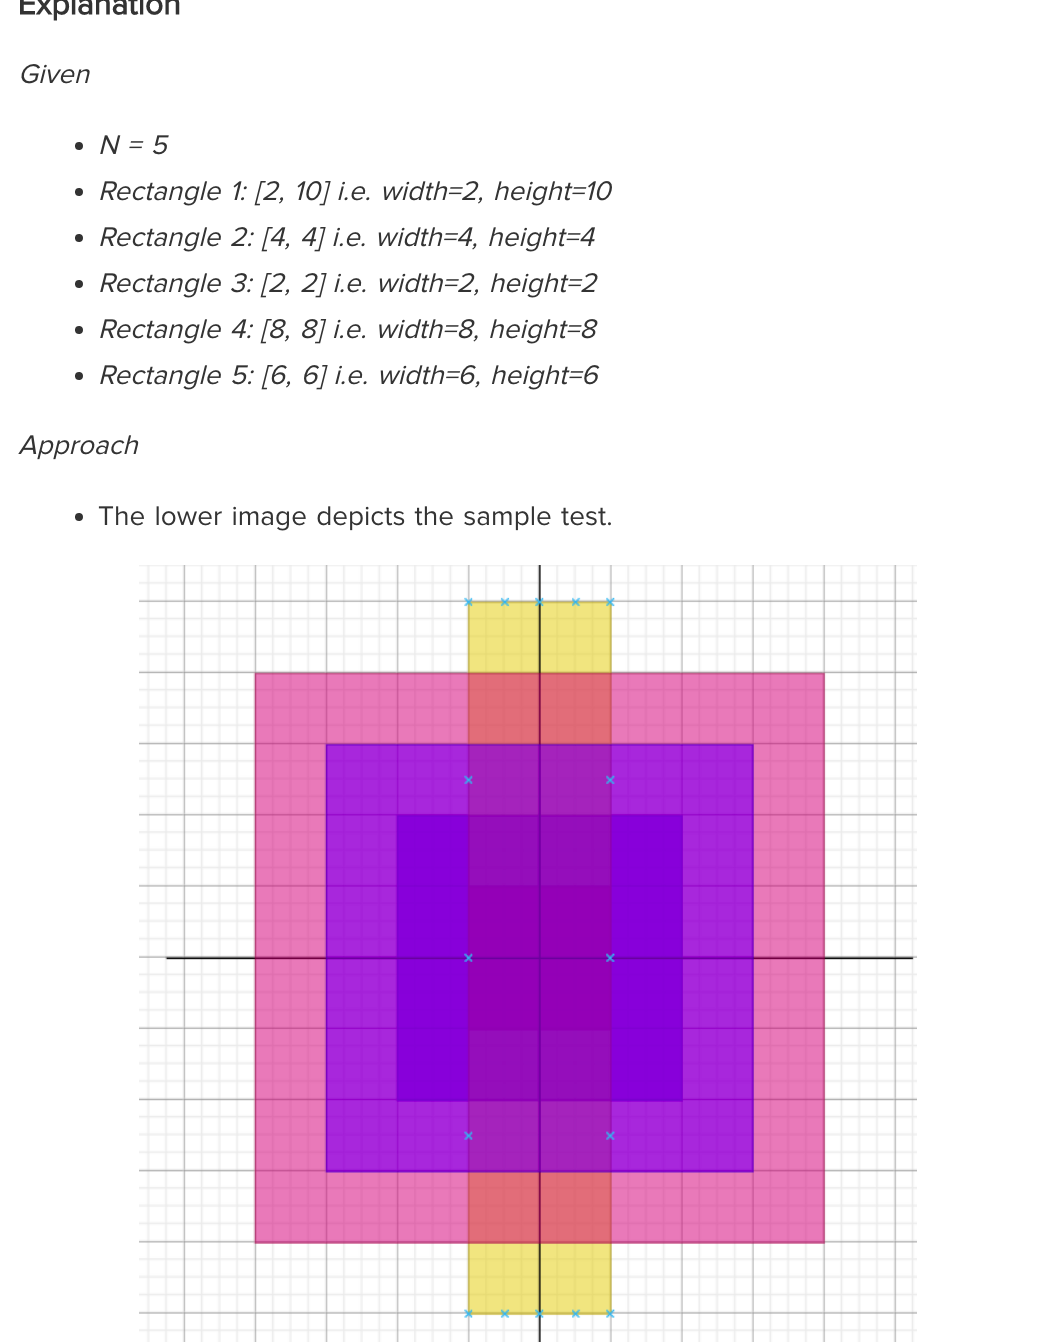 Explanation
Given
N = 5
Rectangle 1: [2, 10] i.e. width=2, height=10
Rectangle 2: [4, 4] i.e. width=4, height=4
Rectangle 3: [2, 2] i.e. width=2, height=2
Rectangle 4: [8, 8] i.e. width=8, height=8
Rectangle 5: [6, 6] i.e. width=6, height=6
Approach
The lower image depicts the sample test.